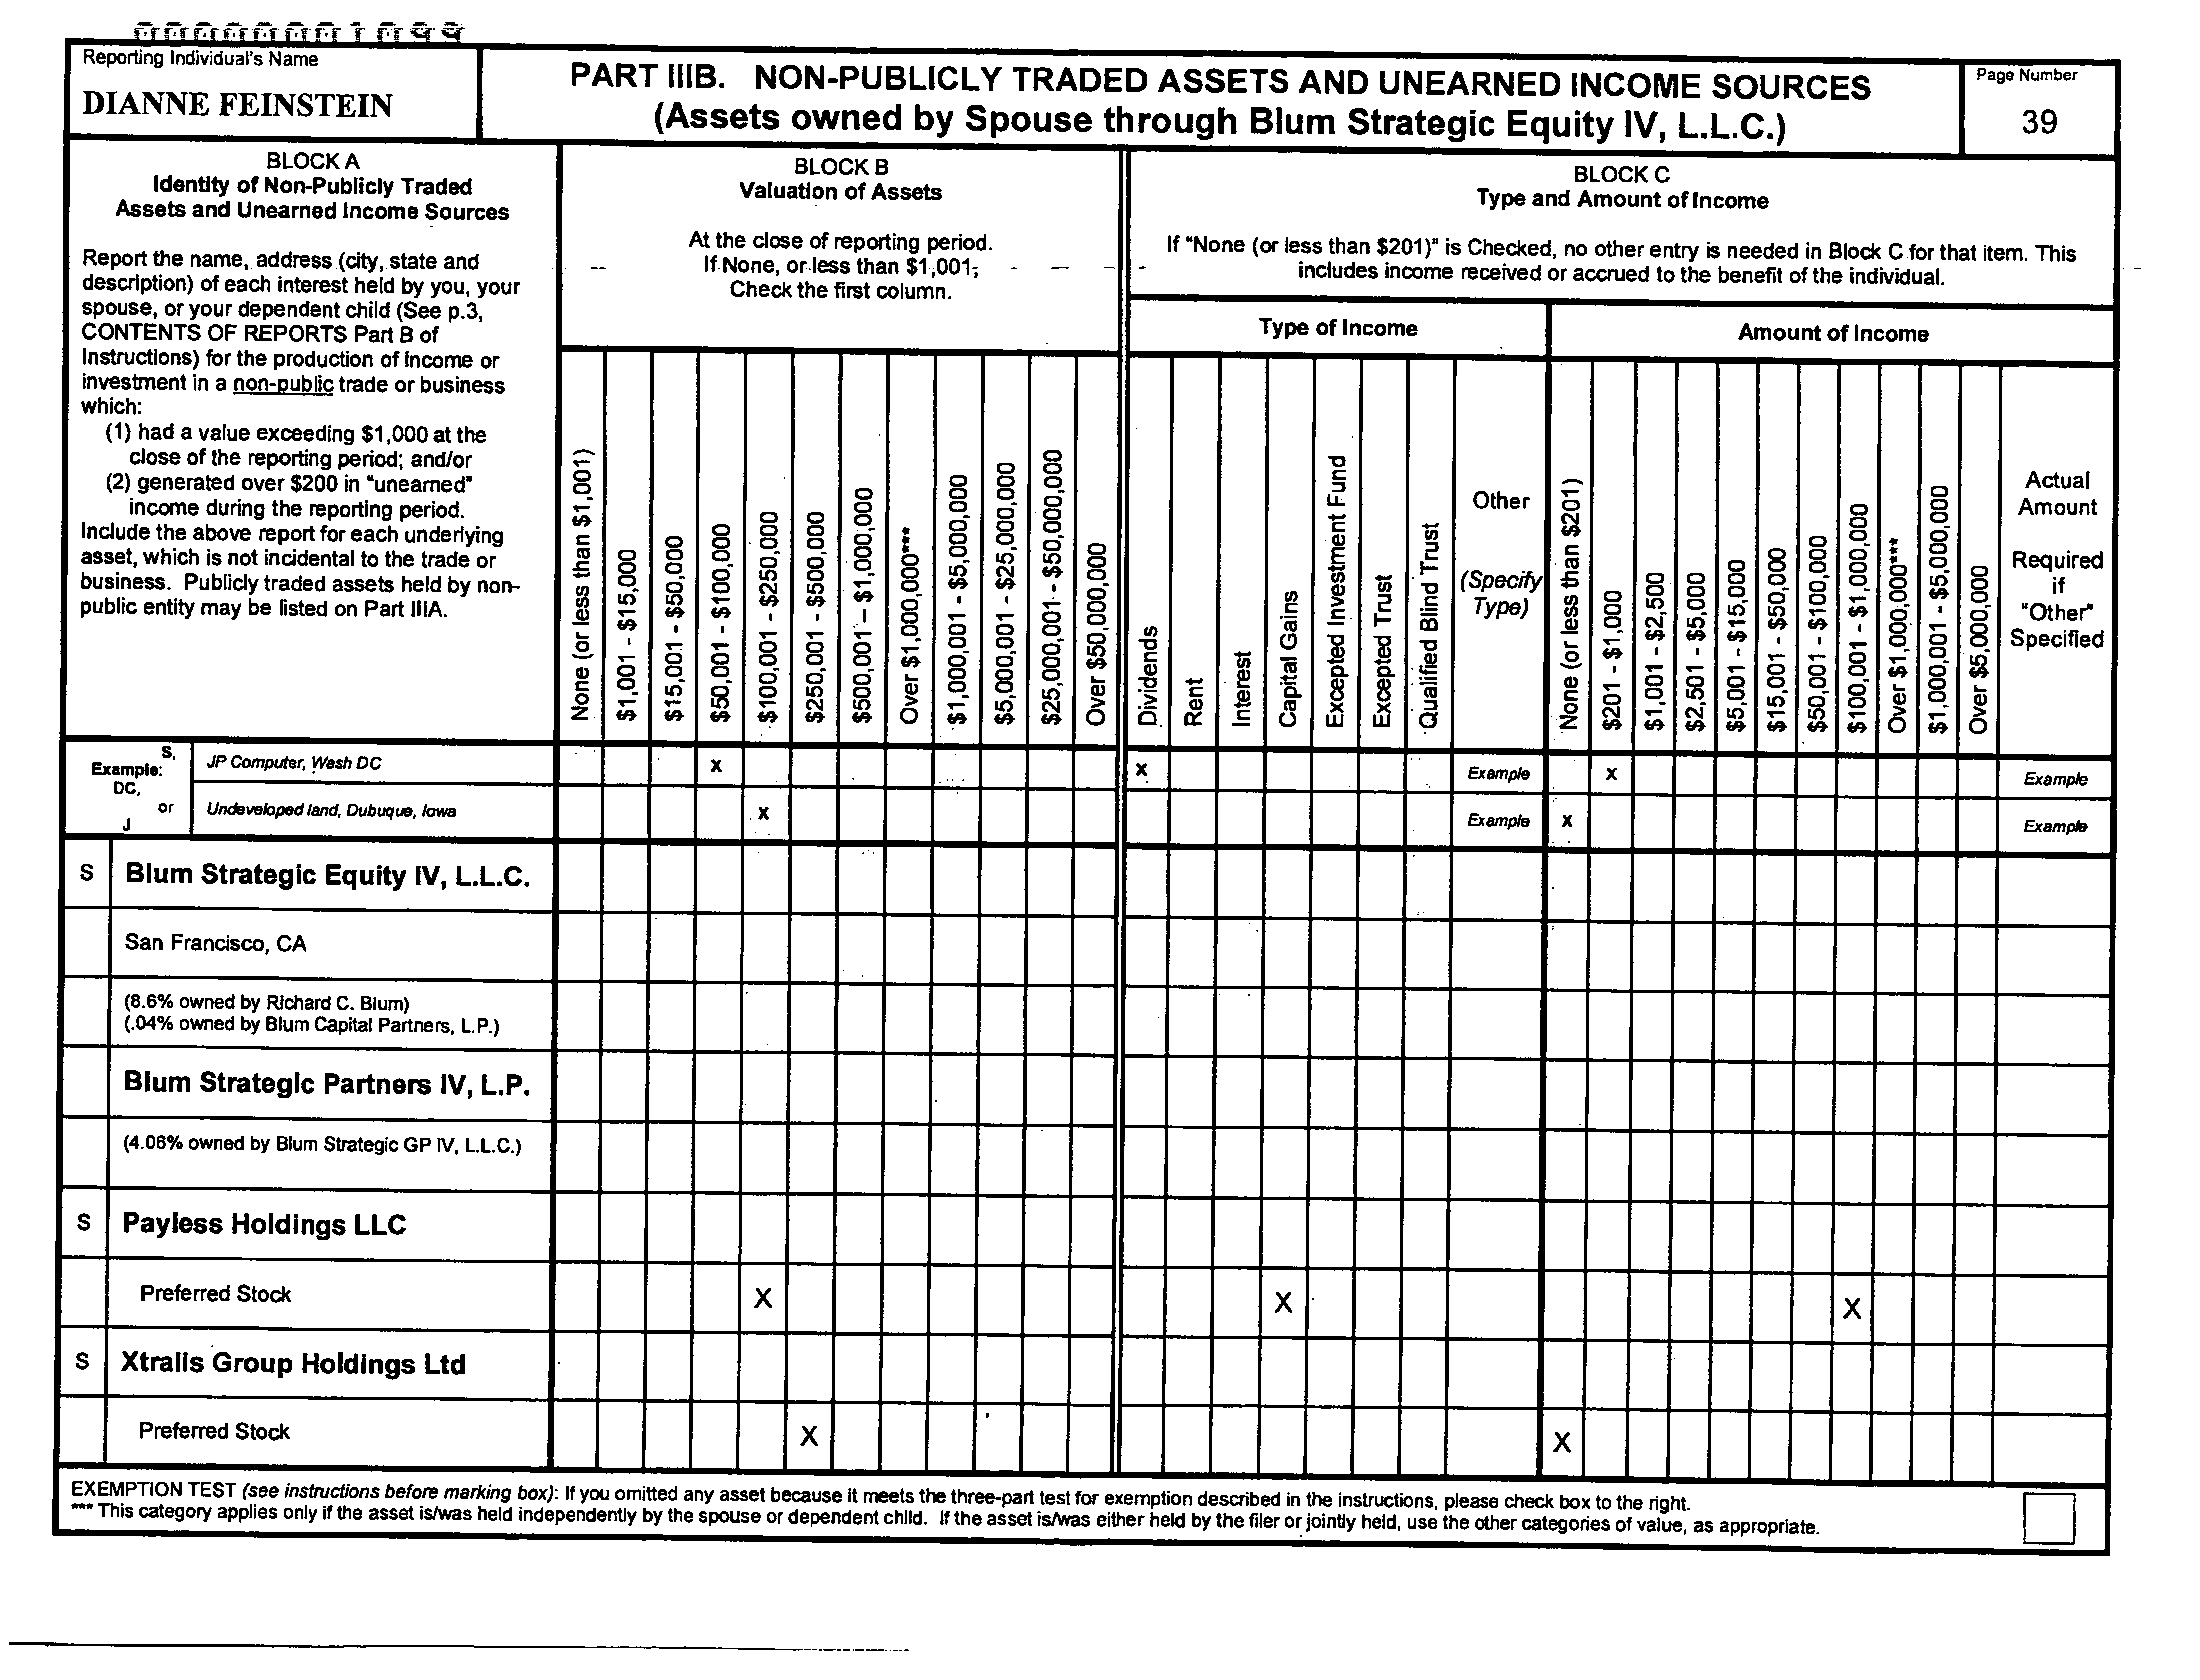 Reporting Individual's Name
DIANNE FEINSTEIN
PART IIIB. NON-PUBLICLY TRADED ASSETS AND UNEARNED INCOME SOURCES
(Assets owned by Spouse through Blum Strategic Equity IV, L.L.C.)
Page Number
39
BLOCK A
Identity of Non-Publicly Traded
Assets and Unearned Income Sources
Report the name, address (city, state and
description) of each interest held by you, your
spouse, or your dependent child (See p.3,
CONTENTS OF REPORTS Part B of
Instructions) for the production of income or
investment in a non-public trade or business
which:
(1) had a value exceeding $1,000 at the
close of the reporting period; and/or
(2) generated over $200 in "unearned"
income during the reporting period.
Include the above report for each underlying
asset, which is not incidental to the trade or
business. Publicly traded assets held by non-
public entity may be listed on Part IIIA.
BLOCK B
Valuation of Assets
At the close of reporting period.
If None, or less than $1,001,
Check the first column.
None (or less than $1,001)
$1,001 - $15,000
$15,001 - $50,000
$50,001 - $100,000
$100,001 - $250,000
$250,001 - $500,000
$500,001 - $1,000,000
Over $1,000,000***
$1,000,001 - $5,000,000
$5,000,001 - $25,000,000
$25,000,001 - $50,000,000
Over $50,000,000
BLOCK C
Type and Amount of Income
If "None (or less than $201)" is Checked, no other entry is needed in Block C for that item. This
includes income received or accrued to the benefit of the individual.
Type of Income
Amount of Income
Dividends
Rent
Interest
Capital Gains
Excepted Investment Fund
Excepted Trust
Qualified Blind Trust
Other
(Specify
Type)
None (or less than $201)
$201 - $1,000
$1,001 - $2,500
$2,501 - $5,000
$5,001 - $15,000
$15,001 - $50,000
$50,001 - $100,000
$100,001 - $1,000,000
Over $1,000,000***
$1,000,001 - $5,000,000
Over $5,000,000
Actual
Amount
Required
if
"Other"
Specified
Example:
S,
DC,
or
J
JP Computer, Wash DC x x Example x Example
Undeveloped land, Dubuque, Iowa x Example x Example
S Blum Strategic Equity IV, L.L.C.
San Francisco, CA
(8.6% owned by Richard C. Blum)
(.04% owned by Blum Capital Partners, L.P.)
Blum Strategic Partners IV, L.P.
(4.06% owned by Blum Strategic GP IV, L.L.C.)
S Payless Holdings LLC
Preferred Stock X X X
S Xtralis Group Holdings Ltd
Preferred Stock X X
EXEMPTION TEST (see instructions before marking box): If you omitted any asset because it meets the three-part test for exemption described in the instructions, please check box to the right.
*** This category applies only if the asset is/was held independently by the spouse or dependent child. If the asset is/was either held by the filer or jointly held, use the other categories of value, as appropriate.